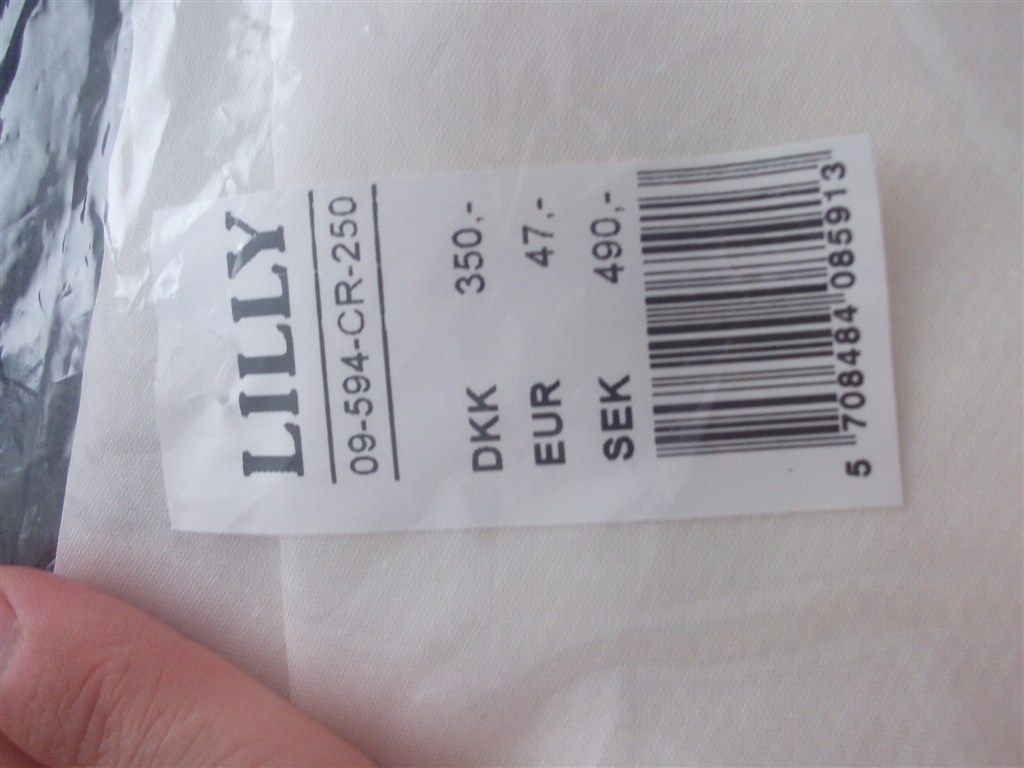 LILLY
09-594-CR-250
DKK 350,-
EUR 47,-
SEK 490,-
5 708484 085913